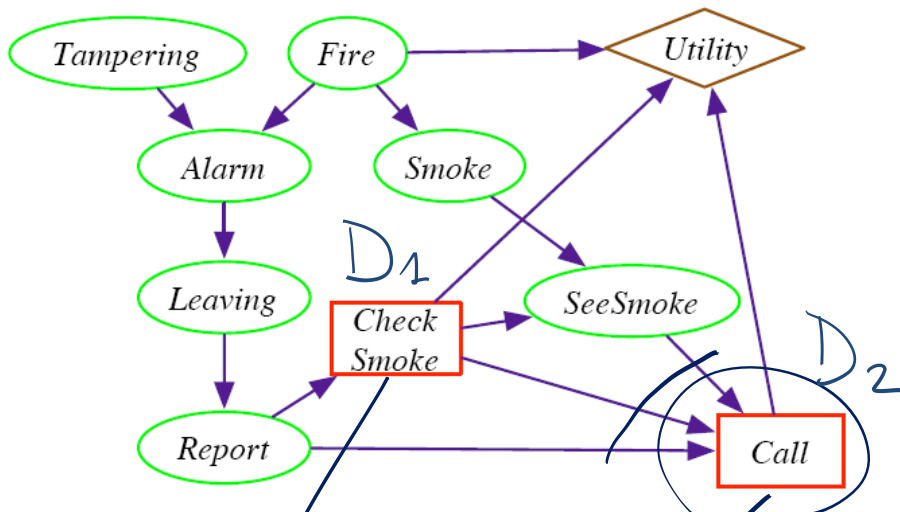 Tampering
Fire
Utility
Alarm
Smoke
D1
Leaving
Check
Smoke
SeeSmoke
D2
Report
Call